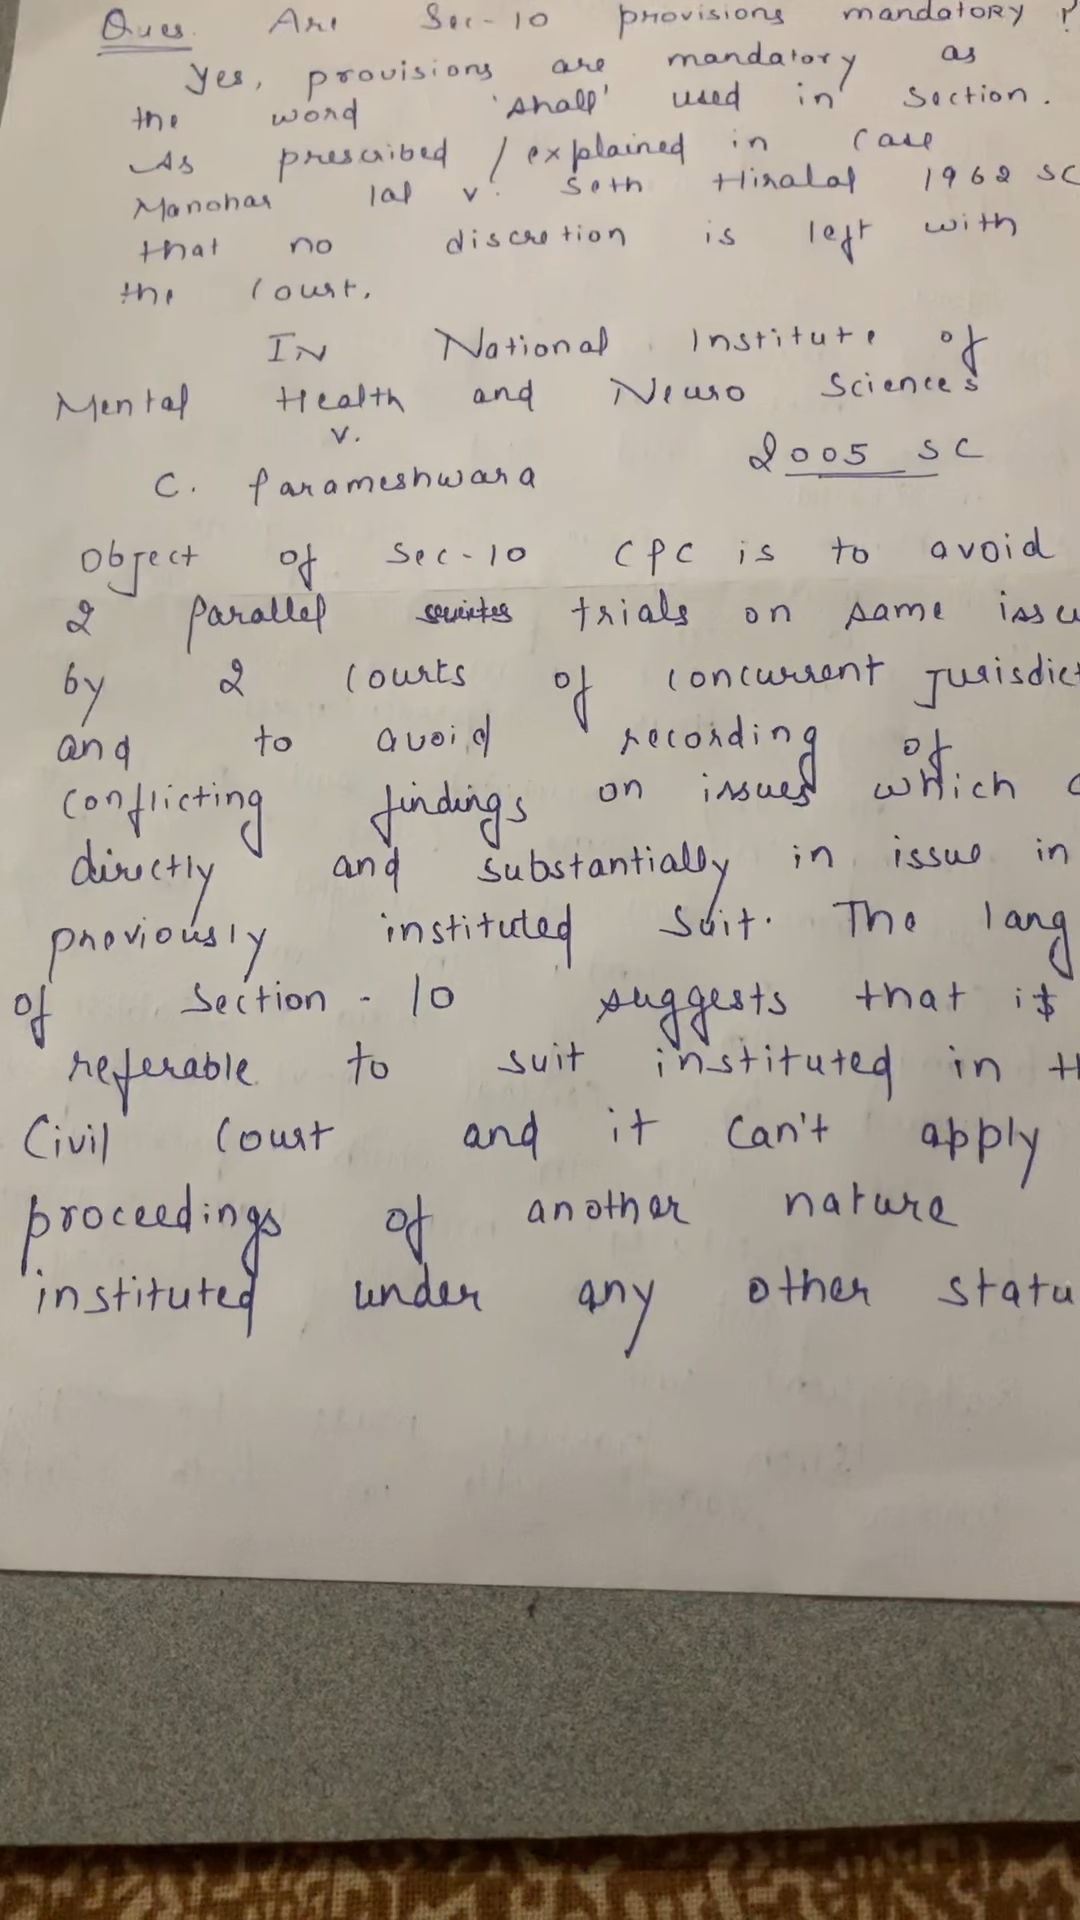 Ques. Are Sec-10 provisions mandatory ?
Yes, provisions are mandatory as
the word 'shall' used in section.
As prescribed / explained in case
Manohar lal v. Seth Hiralal 1962 SC
that no discretion is left with
the court.
IN National Institute of
Mental Health and Neuro Sciences
v.
C. Parameshwara 2005 SC
Object of Sec-10 CPC is to avoid
2 parallel trials on same issu
by 2 courts of concurrent jurisdict
and to avoid recording of
conflicting findings on issues which
directly and substantially in issue in
previously instituted suit. The lang
of Section-10 suggests that it
referable to suit instituted in
Civil Court and it can't apply
proceedings of another nature
instituted under any other statu